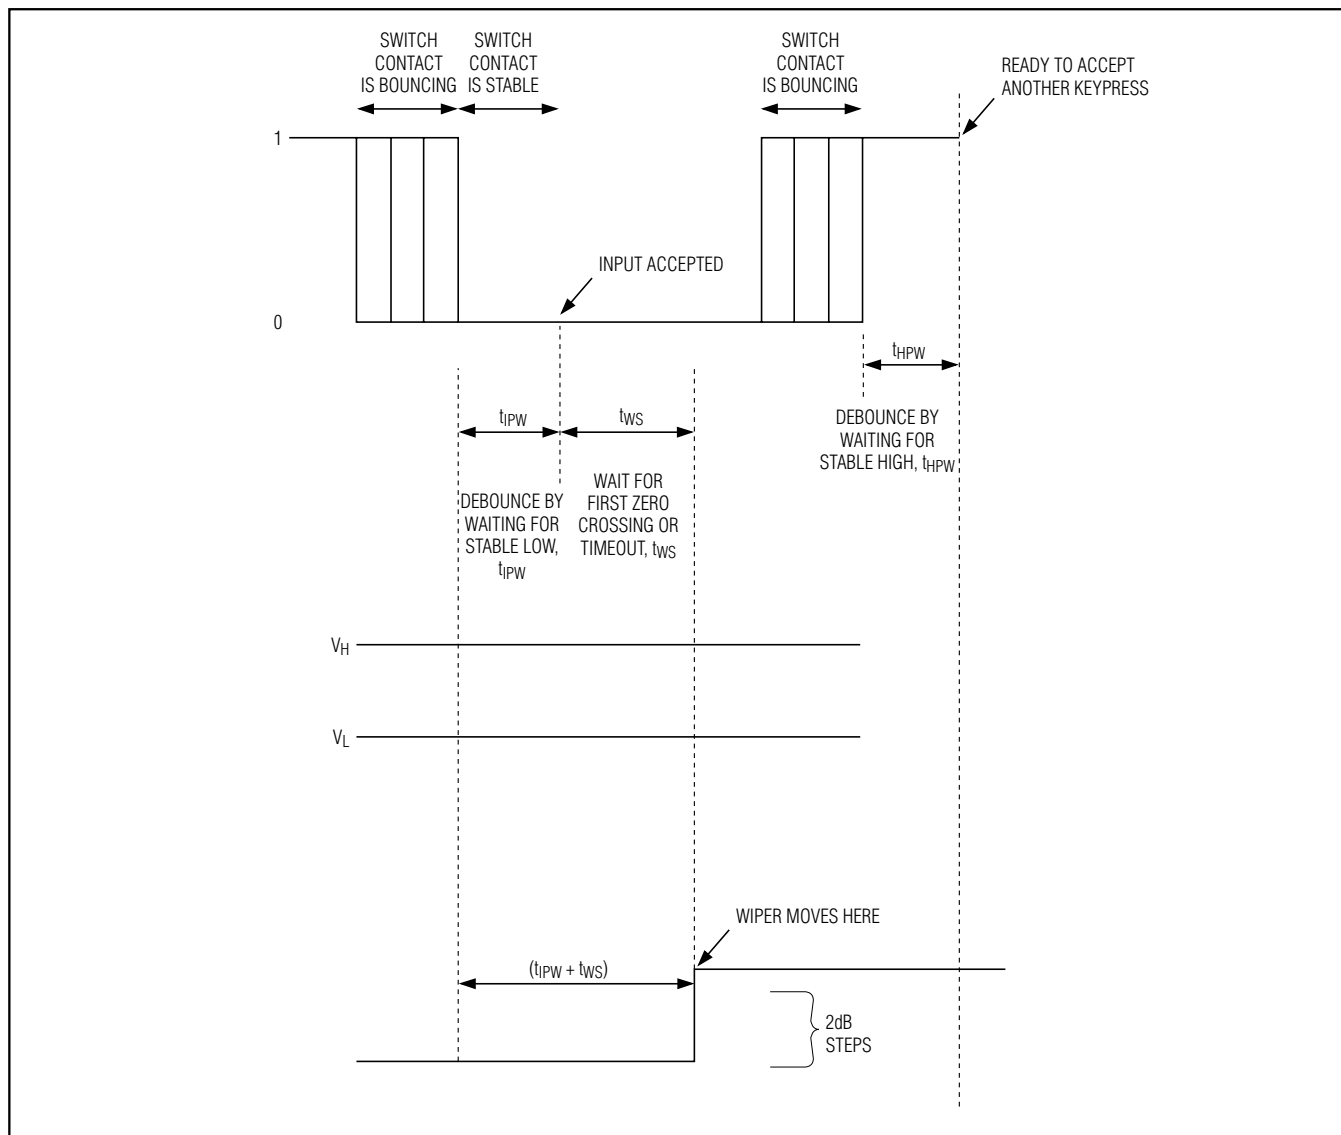 SWITCH
CONTACT
IS BOUNCING
SWITCH
CONTACT
IS STABLE
SWITCH
CONTACT
IS BOUNCING
READY TO ACCEPT
ANOTHER KEYPRESS
1
INPUT ACCEPTED
0
tHPW
tIPW
tWS
DEBOUNCE BY
WAITING FOR
STABLE HIGH, tHPW
DEBOUNCE BY
WAITING FOR
STABLE LOW,
tIPW
WAIT FOR
FIRST ZERO
CROSSING OR
TIMEOUT, tWS
VH
VL
WIPER MOVES HERE
(tIPW + tWS)
2dB
STEPS